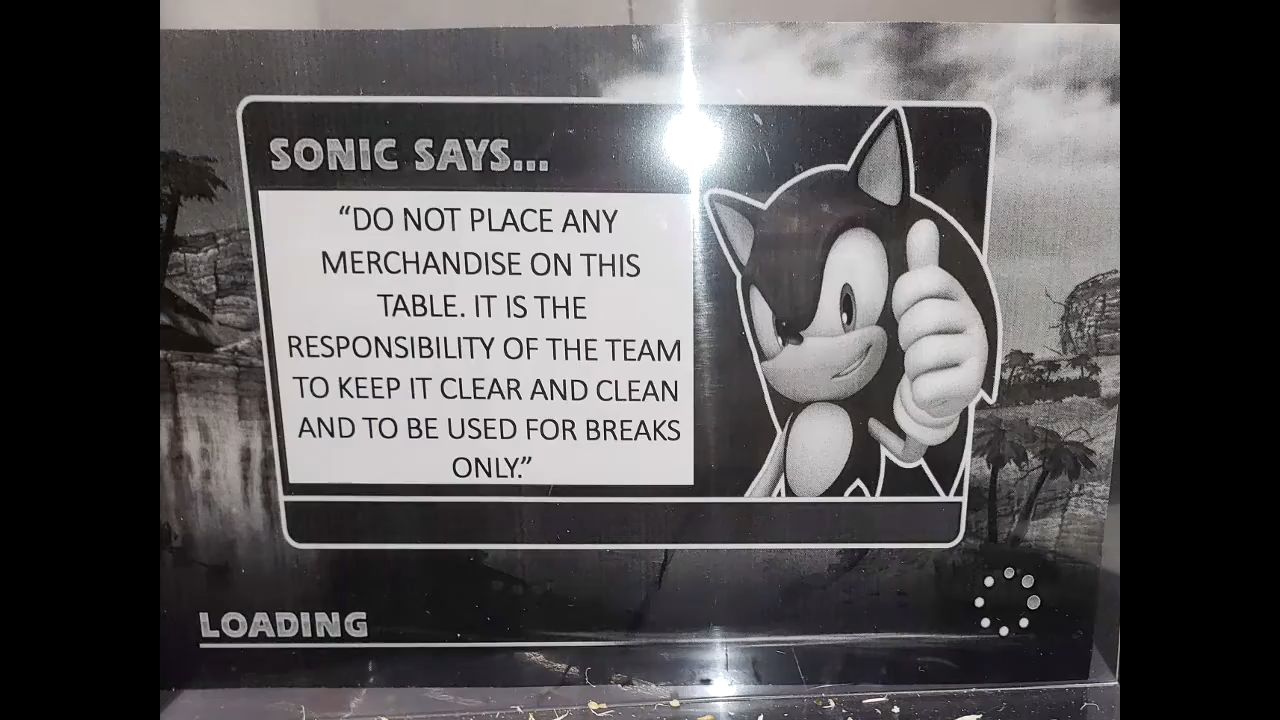 SONIC SAYS...
“DO NOT PLACE ANY
MERCHANDISE ON THIS
TABLE. IT IS THE
RESPONSIBILITY OF THE TEAM
TO KEEP IT CLEAR AND CLEAN
AND TO BE USED FOR BREAKS
ONLY.”
LOADING